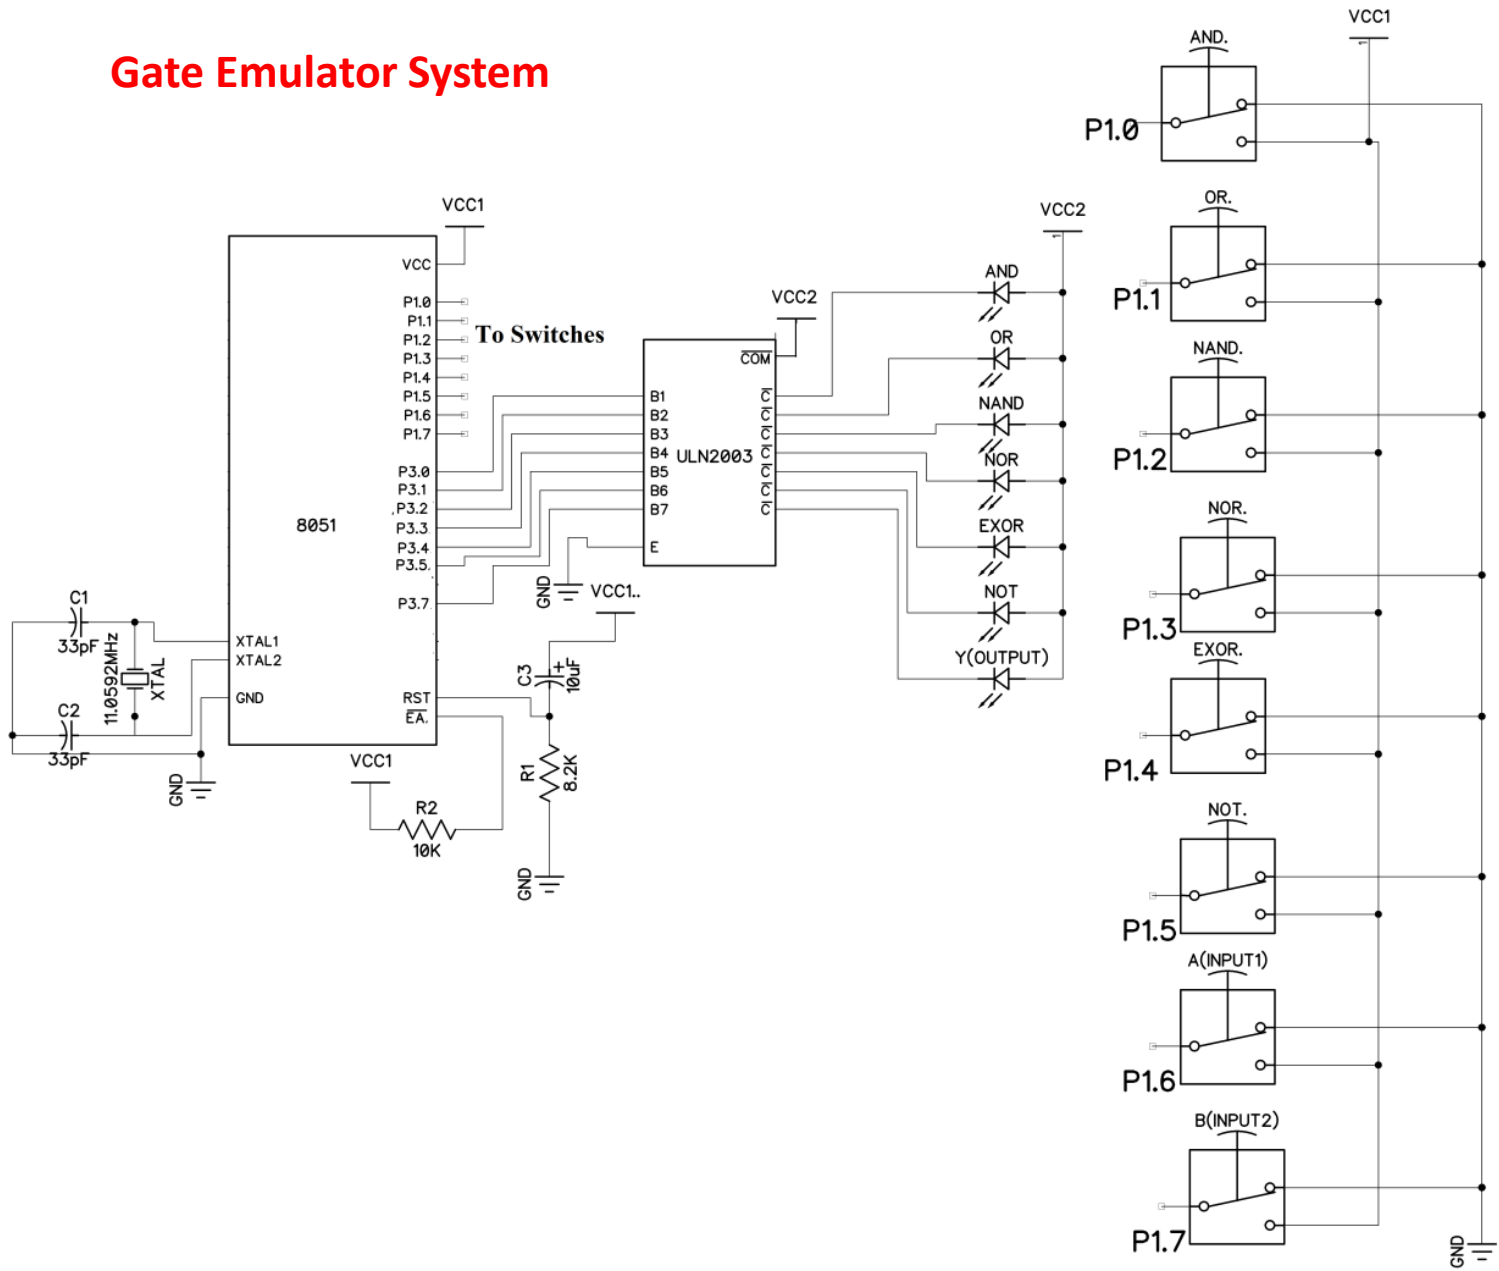 Gate Emulator System
VCC1
VCC
P1.0
P1.1
P1.2
P1.3
P1.4
P1.5
P1.6
P1.7
To Switches
P3.0
P3.1
P3.2
P3.3
P3.4
P3.5.
P3.7
8051
XTAL1
XTAL2
GND
RST
EA.
C1
33pF
C2
33pF
11.0592MHz
XTAL
GND
VCC1
R2
10K
R1
8.2K
GND
C3
+
10uF
VCC1..
GND
VCC2
COM
B1
B2
B3
B4
B5
B6
B7
E
ULN2003
C
C
C
C
C
C
C
VCC2
1
AND
OR
NAND
NOR
EXOR
NOT
Y(OUTPUT)
VCC1
1
AND.
P1.0
OR.
P1.1
NAND.
P1.2
NOR.
P1.3
EXOR.
P1.4
NOT.
P1.5
A(INPUT1)
P1.6
B(INPUT2)
P1.7
GND